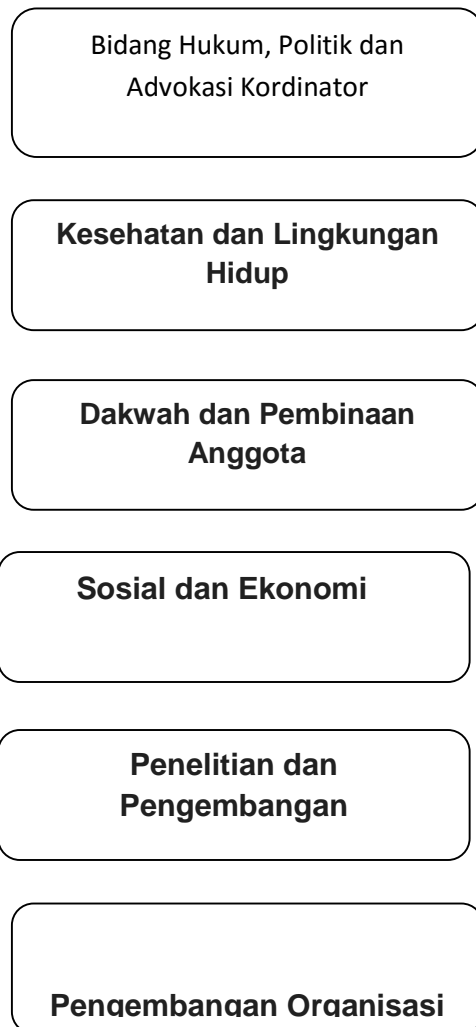 Bidang Hukum, Politik dan
Advokasi Kordinator
Kesehatan dan Lingkungan
Hidup
Dakwah dan Pembinaan
Anggota
Sosial dan Ekonomi
Penelitian dan
Pengembangan
Pengembangan Organisasi